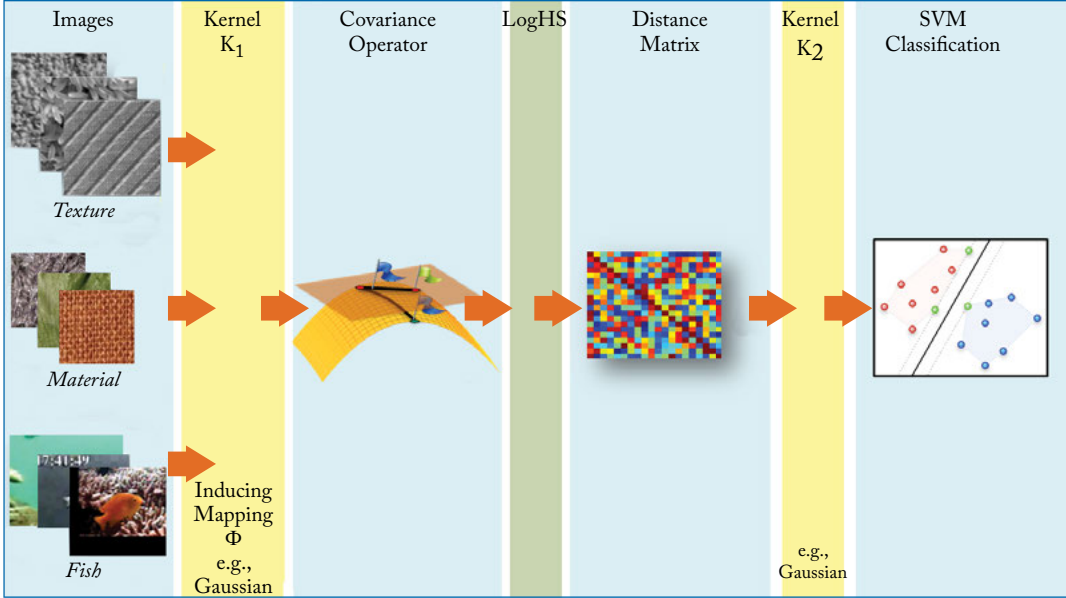 Images
Kernel
K1
Covariance
Operator
LogHS
Distance
Matrix
Kernel
K2
SVM
Classification
Texture
Material
17:41:49
Fish
Inducing
Mapping
Φ
e.g.,
Gaussian
e.g.,
Gaussian